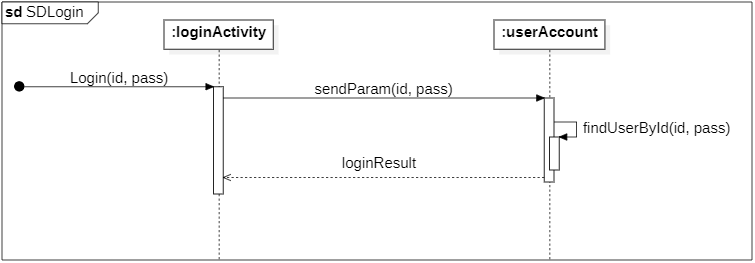 sd SDLogin
:loginActivity
:userAccount
Login(id, pass)
sendParam(id, pass)
findUserById(id, pass)
loginResult